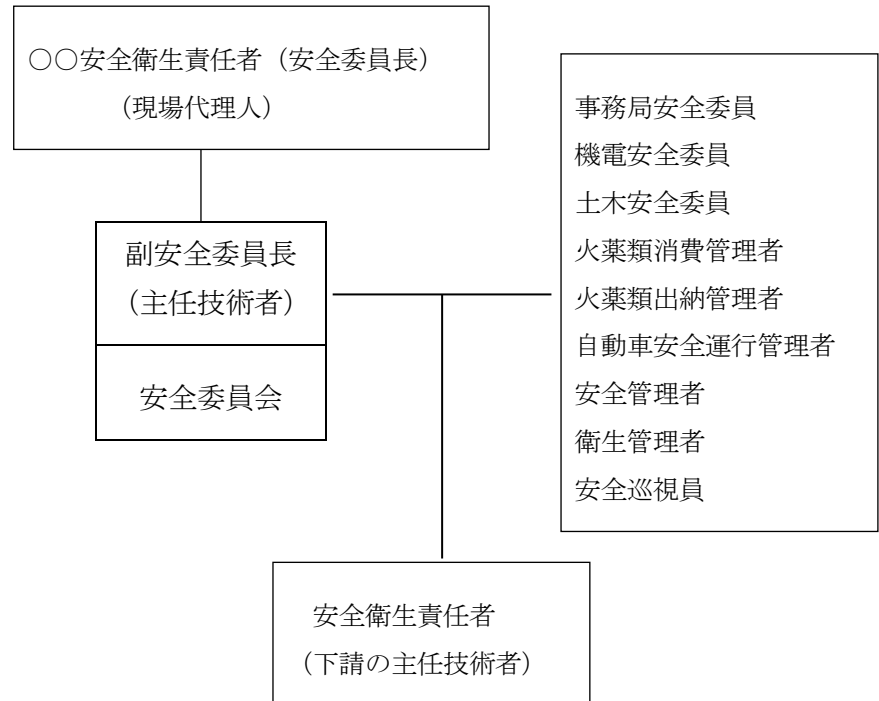 ○○安全衛生責任者（安全委員長）
（現場代理人）
副安全委員長
（主任技術者）
安全委員会
事務局安全委員
機電安全委員
土木安全委員
火薬類消費管理者
火薬類出納管理者
自動車安全運行管理者
安全管理者
衛生管理者
安全巡視員
安全衛生責任者
（下請の主任技術者）